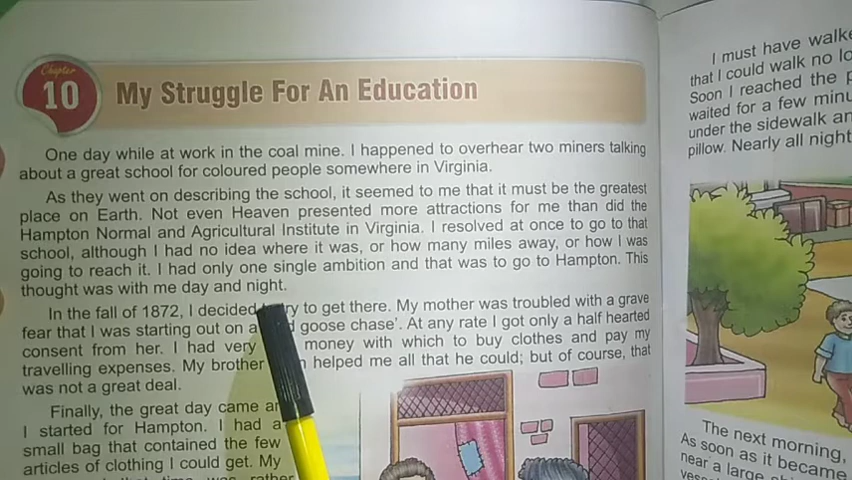 Chapter
10
My Struggle For An Education
One day while at work in the coal mine. I happened to overhear two miners talking
about a great school for coloured people somewhere in Virginia.
As they went on describing the school, it seemed to me that it must be the greatest
place on Earth. Not even Heaven presented more attractions for me than did the
Hampton Normal and Agricultural Institute in Virginia. I resolved at once to go to that
school, although I had no idea where it was, or how many miles away, or how I was
going to reach it. I had only one single ambition and that was to go to Hampton. This
thought was with me day and night.
In the fall of 1872, I decided to get there. My mother was troubled with a grave
fear that I was starting out on a goose chase'. At any rate I got only a half hearted
consent from her. I had very money with which to buy clothes and pay my
travelling expenses. My brother helped me all that he could; but of course, that
was not a great deal.
Finally, the great day came
I started for Hampton. I had a
small bag that contained the few
articles of clothing I could get. My
that time was rather
I must have
that I could walk no
Soon I reached the
waited for a few
under the sidewalk
pillow. Nearly all night
The next morning,
As soon as it became
near a large